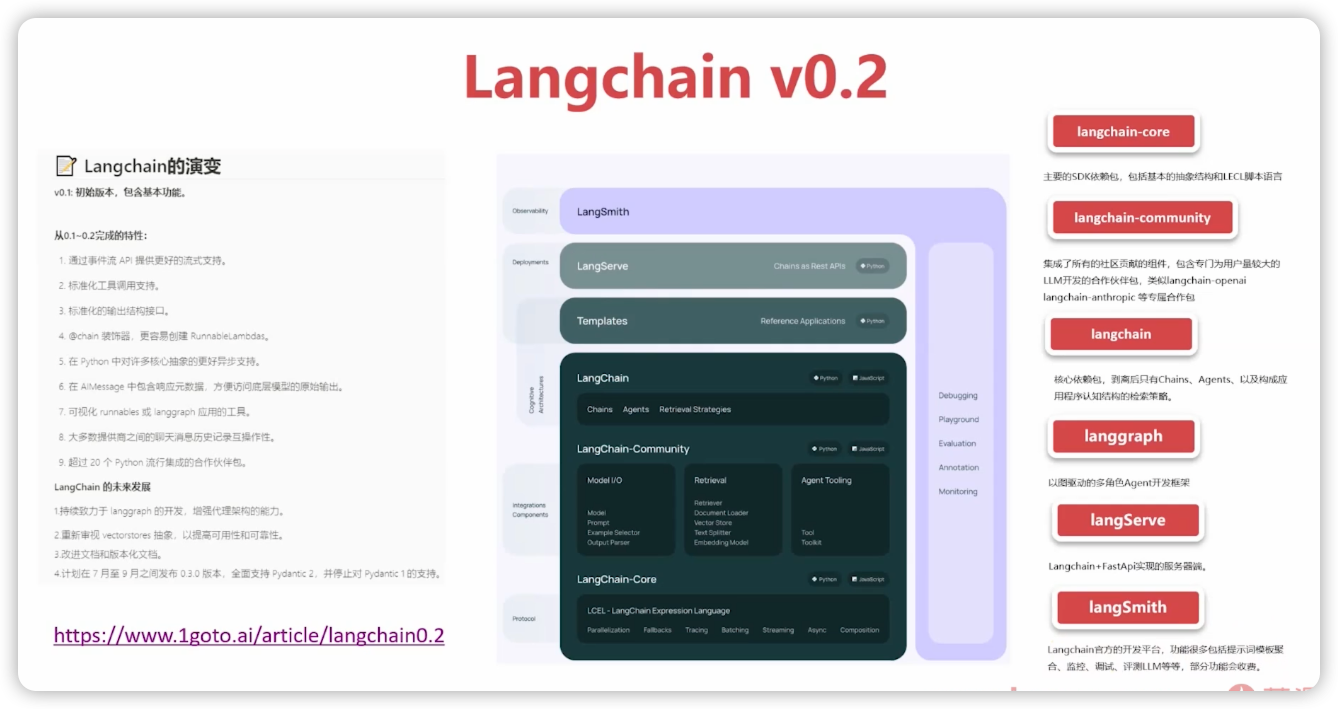 Langchain v0.2
Langchain的演变
v0.1: 初始版本，包含基本功能。
从0.1~0.2完成的特性：
1. 通过事件流 API 提供更好的流式支持。
2. 标准化工具调用支持。
3. 标准化的输出结构接口。
4. @chain 装饰器，更容易创建 RunnableLambdas。
5. 在 Python 中对许多核心抽象的更好异步支持。
6. 在 AIMessage 中包含响应元数据，方便访问底层模型的原始输出。
7. 可视化 runnables 或 langgraph 应用的工具。
8. 大多数提供商之间的聊天消息历史记录互操作性。
9. 超过 20 个 Python 流行集成的合作伙伴包。
LangChain 的未来发展
1.持续致力于 langgraph 的开发，增强代理架构的能力。
2.重新审视 vectorstores 抽象，以提高可用性和可靠性。
3.改进文档和版本化文档。
4.计划在 7 月至 9 月之间发布 0.3.0 版本，全面支持 Pydantic 2，并停止对 Pydantic 1 的支持。
https://www.1goto.ai/article/langchain0.2
Observability
LangSmith
Deployments
LangServe
Chains as Rest APIs
Python
Templates
Reference Applications
Python
Cognitive
Architectures
LangChain
Python
JavaScript
Chains Agents Retrieval Strategies
LangChain-Community
Python
JavaScript
Integrations
Components
Model I/O
Model
Prompt
Example Selector
Output Parser
Retrieval
Retriever
Document Loader
Vector Store
Text Splitter
Embedding Model
Agent Tooling
Tool
Toolkit
LangChain-Core
Python
JavaScript
Protocol
LCEL - LangChain Expression Language
Parallelization Fallbacks Tracing Batching Streaming Async Composition
Debugging
Playground
Evaluation
Annotation
Monitoring
langchain-core
主要的SDK依赖包，包括基本的抽象结构和LECL脚本语言
langchain-community
集成了所有的社区贡献的组件，包含专门为用户量较大的
LLM开发的合作伙伴包，类似langchain-openai
langchain-anthropic 等专属合作包
langchain
核心依赖包，到离后只有Chains、Agents、以及构成应
用程序认知结构的检索策略。
langgraph
以图驱动的多角色Agent开发框架
langServe
Langchain+FastApi实现的服务器端。
langSmith
Langchain官方的开发平台，功能很多包括提示词模板聚
合、监控、调试、评测LLM等等，部分功能会收费。